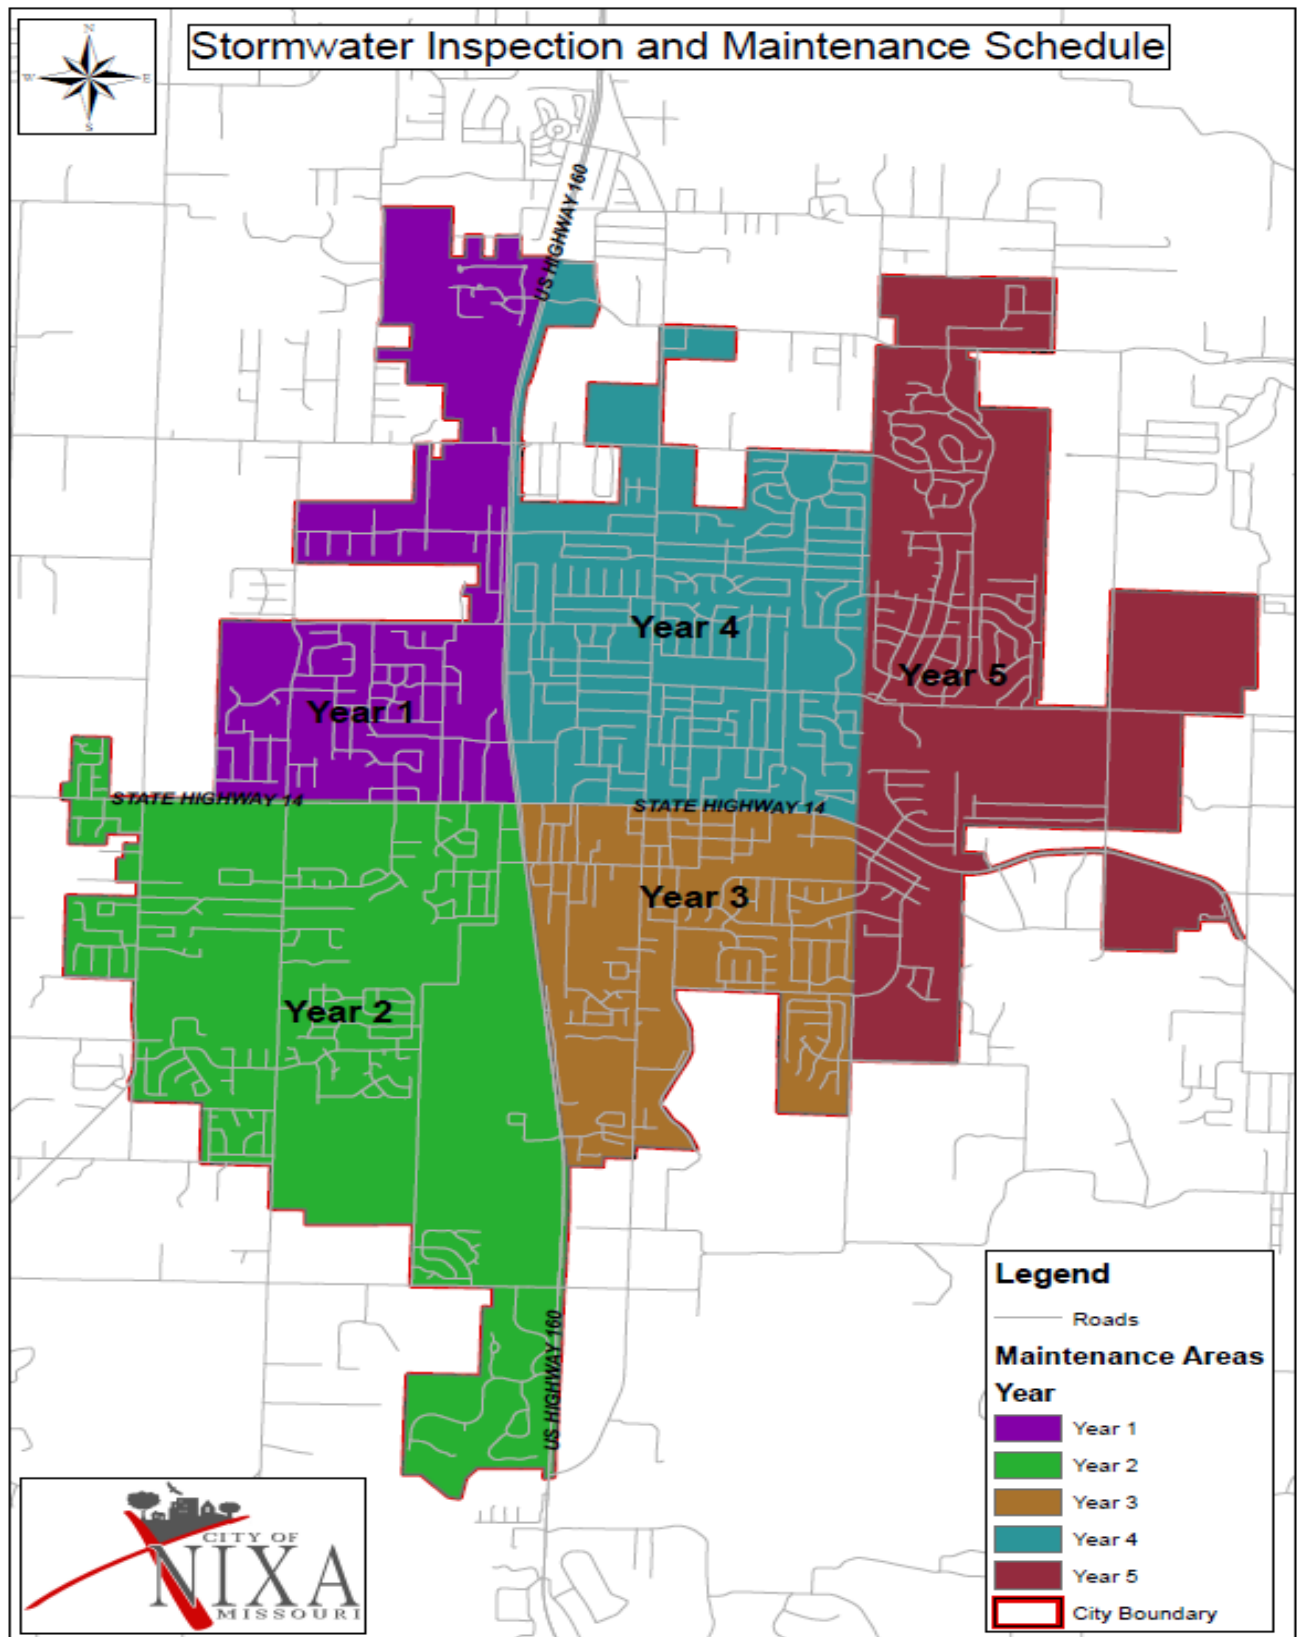 Stormwater Inspection and Maintenance Schedule
N
W
E
S
US HIGHWAY 160
Year 4
Year 5
Year 1
STATE HIGHWAY 14
STATE HIGHWAY 14
Year 3
Year 2
US HIGHWAY 160
Legend
Roads
Maintenance Areas
Year
Year 1
Year 2
Year 3
Year 4
Year 5
City Boundary
CITY OF
NIXA
MISSOURI